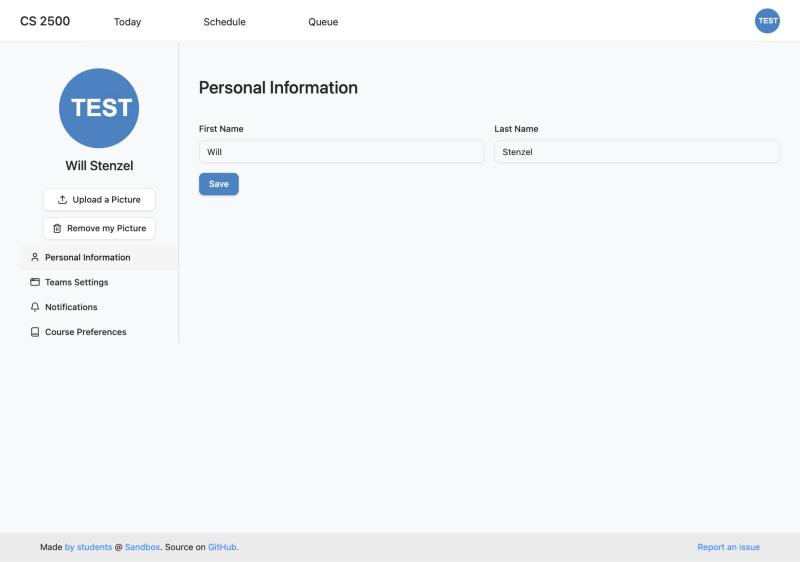 CS 2500 Today Schedule Queue TEST
TEST
Will Stenzel
Upload a Picture
Remove my Picture
Personal Information
Teams Settings
Notifications
Course Preferences
Personal Information
First Name Last Name
Will Stenzel
Save
Made by students @ Sandbox. Source on GitHub. Report an issue